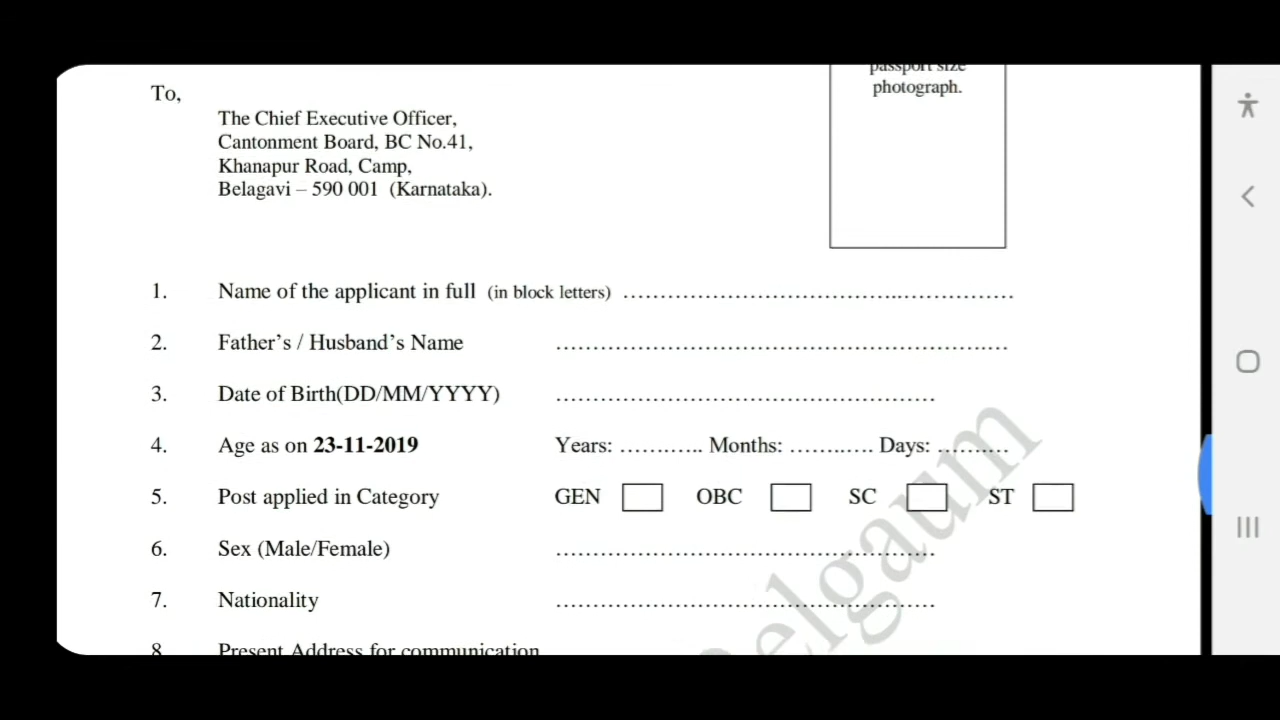 passport size
photograph.
To,
The Chief Executive Officer,
Cantonment Board, BC No.41,
Khanapur Road, Camp,
Belagavi – 590 001 (Karnataka).
1. Name of the applicant in full (in block letters) ………………………………..……………
2. Father's / Husband's Name …………………………………………….…
3. Date of Birth(DD/MM/YYYY) ……………………………………………
4. Age as on 23-11-2019 Years: …….….. Months: ……..…. Days: ………
5. Post applied in Category GEN OBC SC ST
6. Sex (Male/Female) ……………………………………………
7. Nationality ……………………………………………
8. Present Address for communication
Belgaum